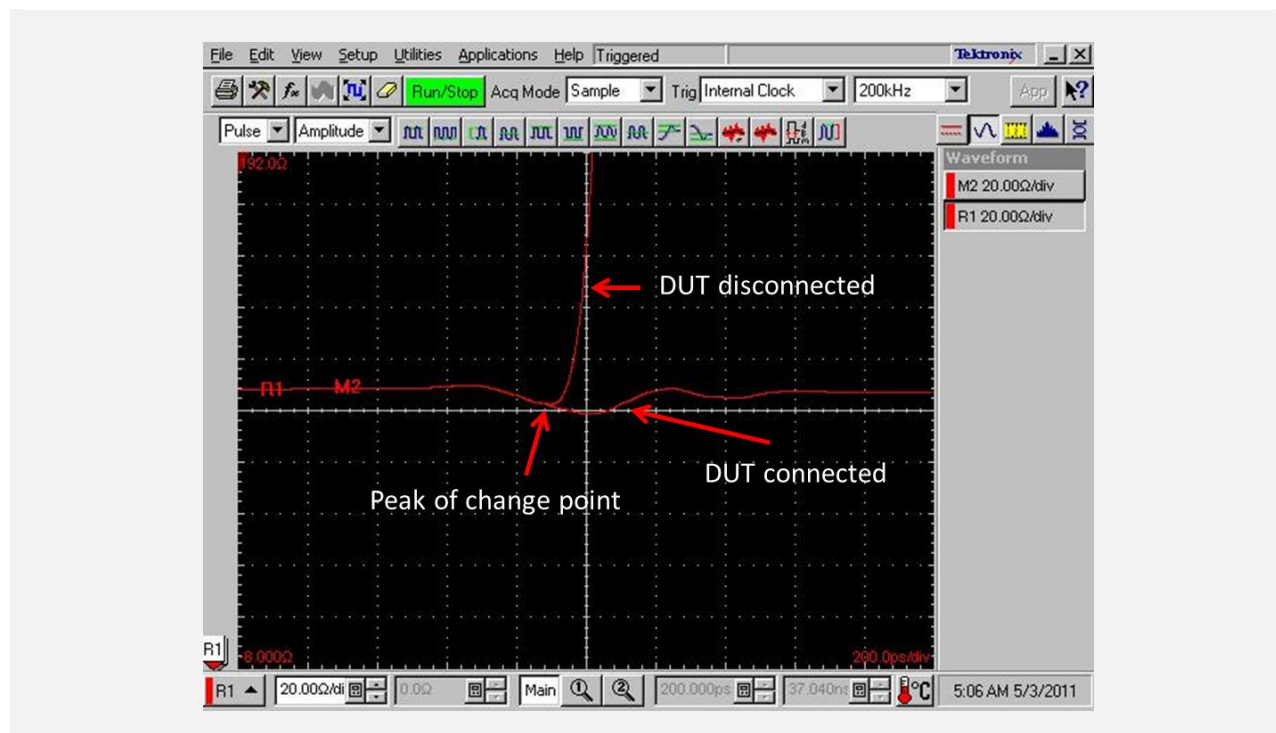 File Edit View Setup Utilities Applications Help Triggered Tektronix
Run/Stop Acq Mode Sample Trig Internal Clock 200kHz App
Pulse Amplitude
192.0Ω
Waveform
M2 20.00Ω/div
R1 20.00Ω/div
DUT disconnected
R1 M2
DUT connected
Peak of change point
R1
-8.000Ω 200.0ps/div
R1 20.00Ω/di 0.0Ω Main 1 2 200.000ps 37.040ns °C 5:06 AM 5/3/2011